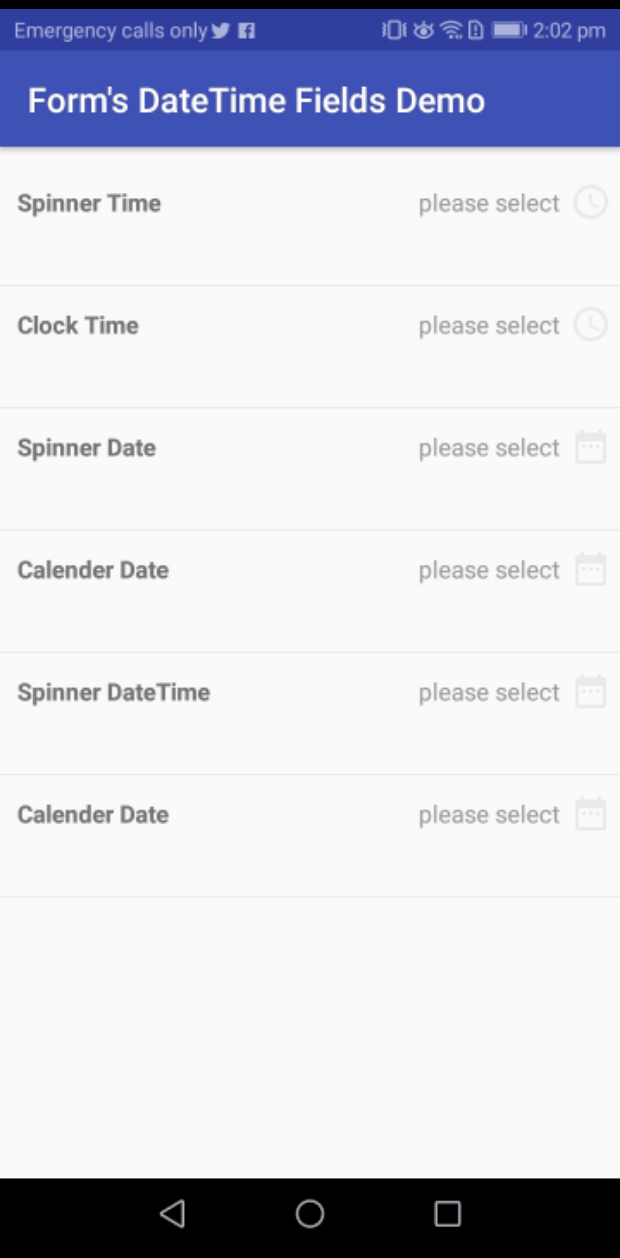 Emergency calls only 2:02 pm
Form's DateTime Fields Demo
Spinner Time please select
Clock Time please select
Spinner Date please select
Calender Date please select
Spinner DateTime please select
Calender Date please select